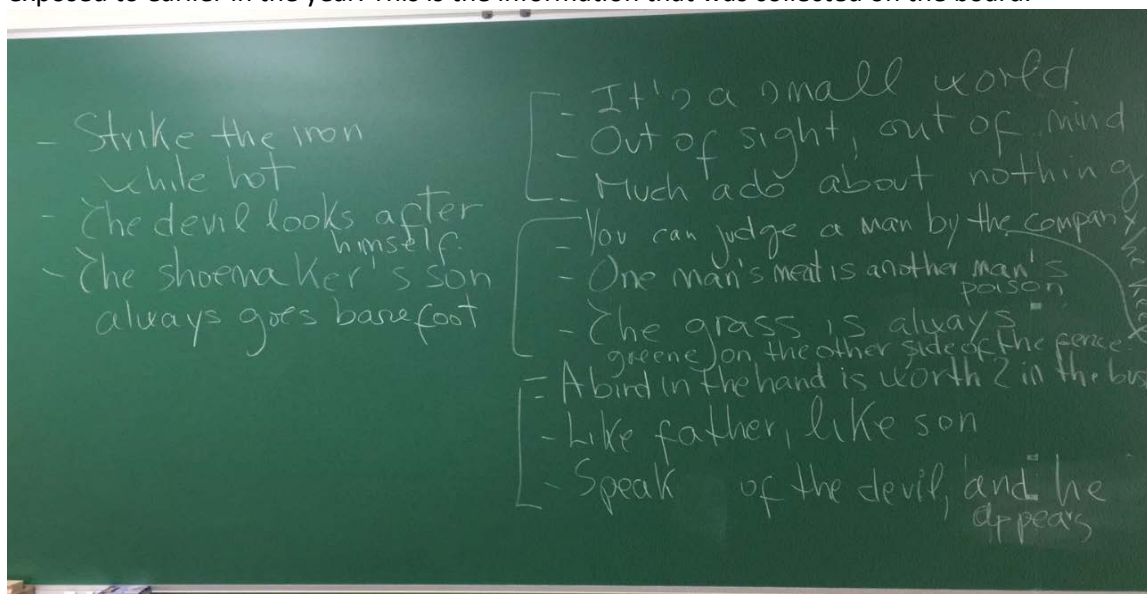 exposed to earlier in the year. This is the information that was collected on the board.
- Strike the iron
while hot
- The devil looks after
himself.
- The shoemaker's son
always goes barefoot
- It's a small world
- Out of sight, out of mind
- Much ado about nothing
- You can judge a man by the company
- One man's meat is another man's
poison
- The grass is always
greener on the other side of the fence
- A bird in the hand is worth 2 in the bus
- Like father, like son
- Speak of the devil, and he
appears